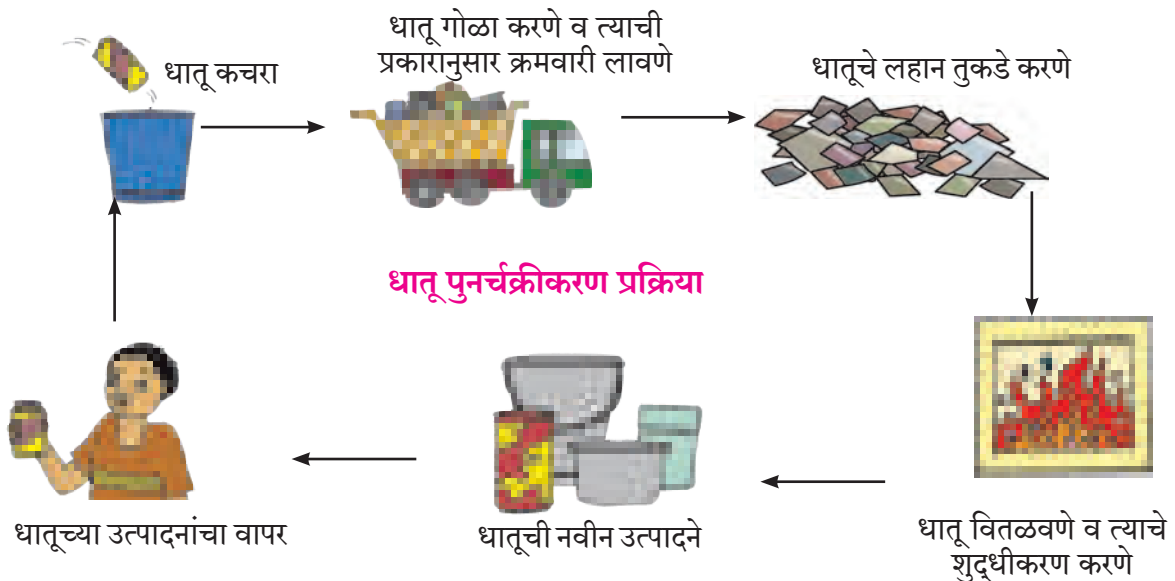 धातू कचरा
धातू गोळा करणे व त्याची
प्रकारानुसार क्रमवारी लावणे
धातूचे लहान तुकडे करणे
धातू पुनर्चक्रीकरण प्रक्रिया
धातू वितळवणे व त्याचे
शुद्धीकरण करणे
धातूची नवीन उत्पादने
धातूच्या उत्पादनांचा वापर